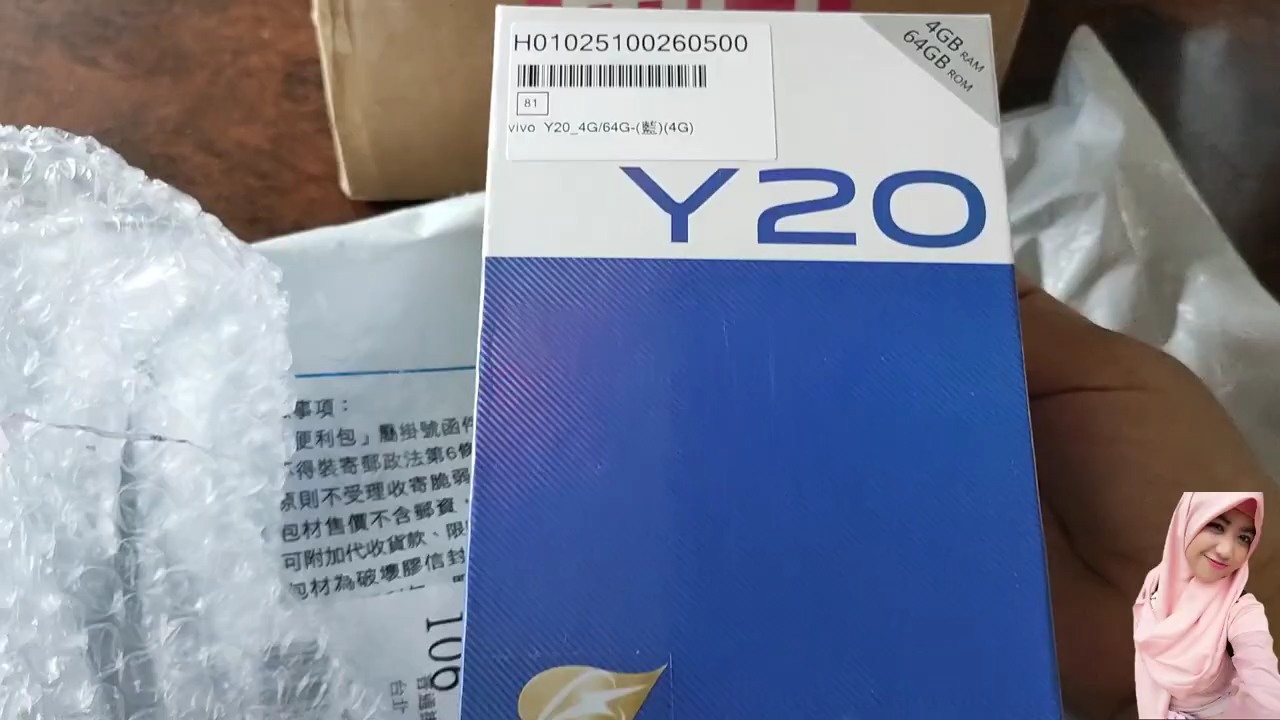 H01025100260500
81
vivo Y20_4G/64G-(藍)(4G)
4GB RAM
64GB ROM
Y20
事項：
便利包」屬掛號函件
不得裝寄郵政法第6條
原則不受理收寄脆弱
包材售價不含郵資，
可附加代收貨款、限
包材為破壞膠信封
106